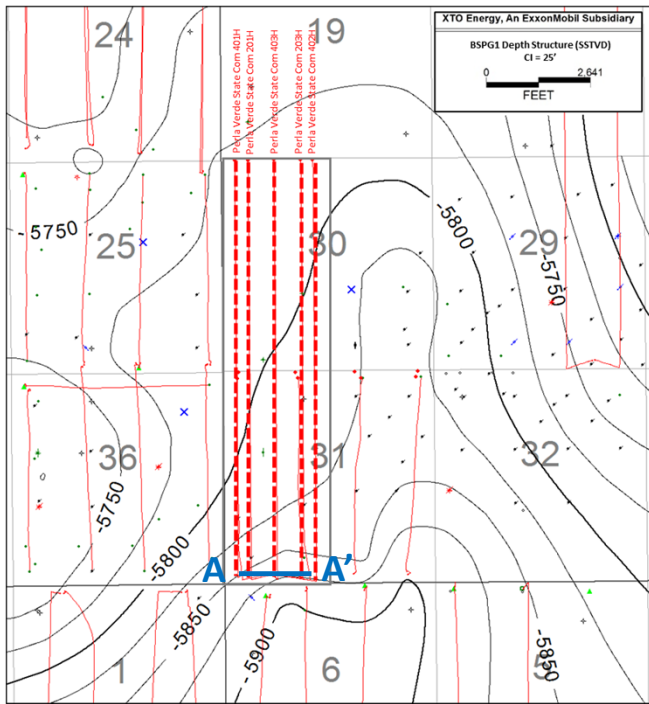 XTO Energy, An ExxonMobil Subsidiary
BSPG1 Depth Structure (SSTVD)
CI = 25'
0 2,641
FEET
24
19
Perla Verde State Com 401H
Perla Verde State Com 201H
Perla Verde State Com 403H
Perla Verde State Com 203H
Perla Verde State Com 402H
-5750
25
30
-5800
29
-5750
36
-5750
31
32
-5800
A A'
-5850
-5900
-5850
1
6
5